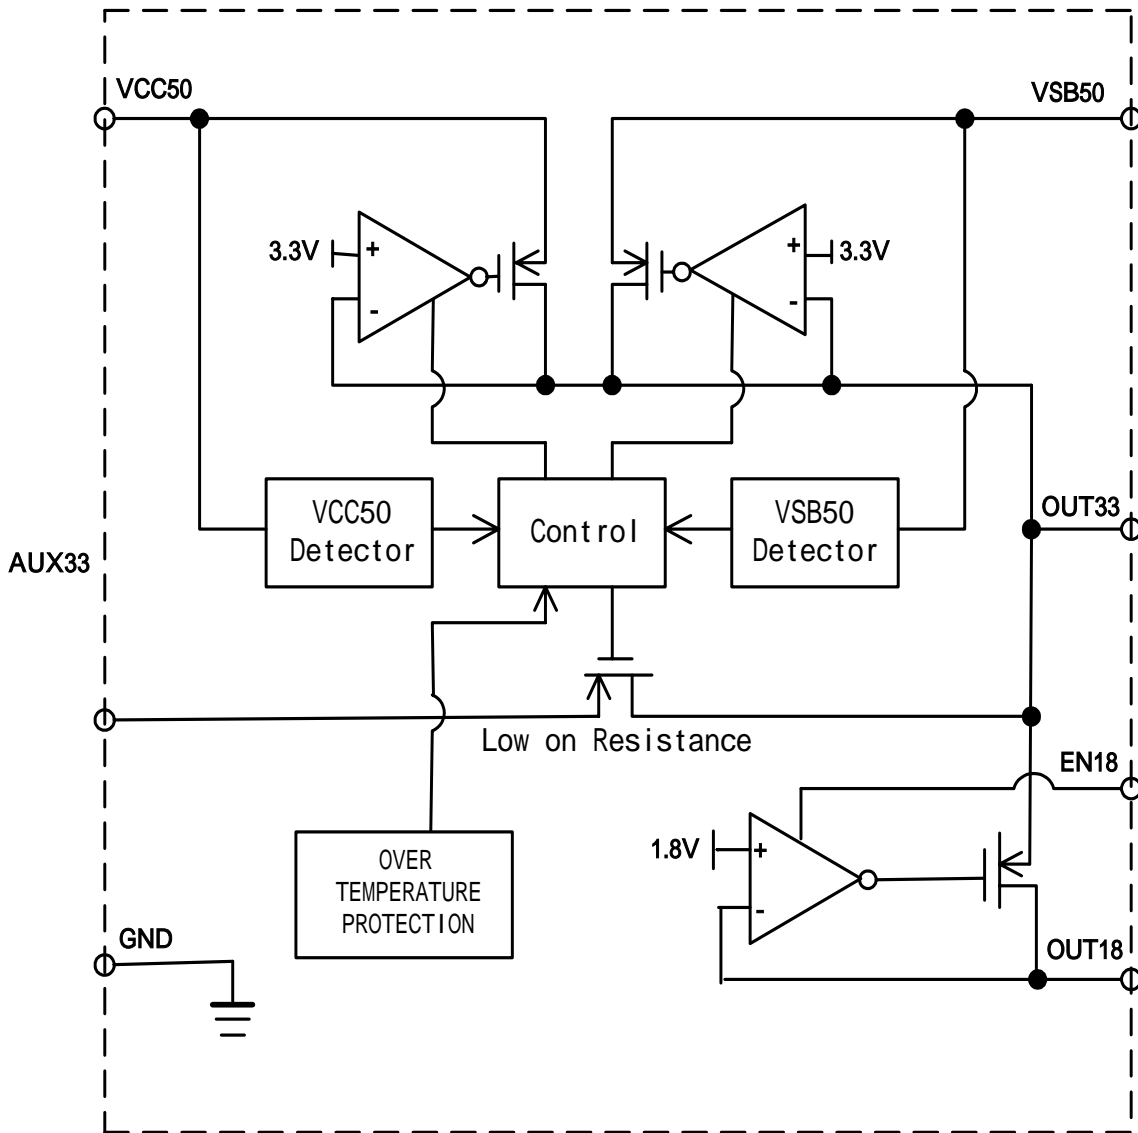 VCC50
VSB50
3.3V
+
-
+
-
3.3V
VCC50
Detector
Control
VSB50
Detector
OUT33
AUX33
Low on Resistance
EN18
1.8V
+
-
OVER
TEMPERATURE
PROTECTION
GND
OUT18